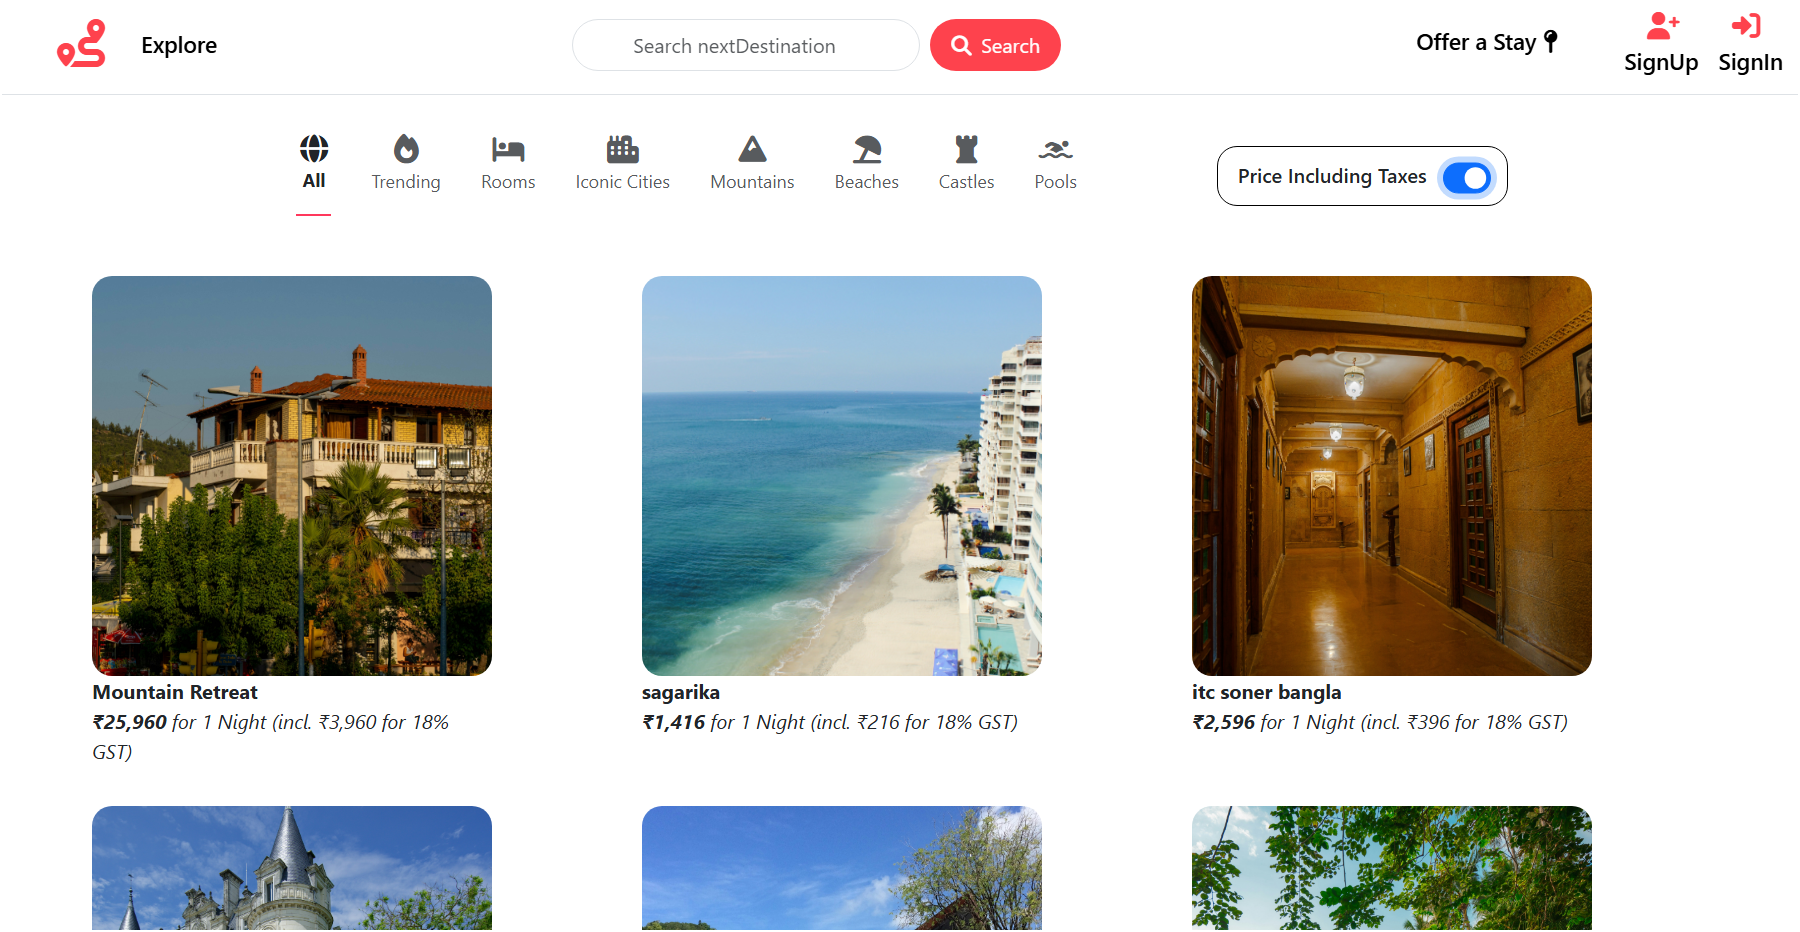 Explore
Search nextDestination
Search
Offer a Stay
SignUp
SignIn
All
Trending
Rooms
Iconic Cities
Mountains
Beaches
Castles
Pools
Price Including Taxes
Mountain Retreat
₹25,960 for 1 Night (incl. ₹3,960 for 18%
GST)
sagarika
₹1,416 for 1 Night (incl. ₹216 for 18% GST)
itc soner bangla
₹2,596 for 1 Night (incl. ₹396 for 18% GST)